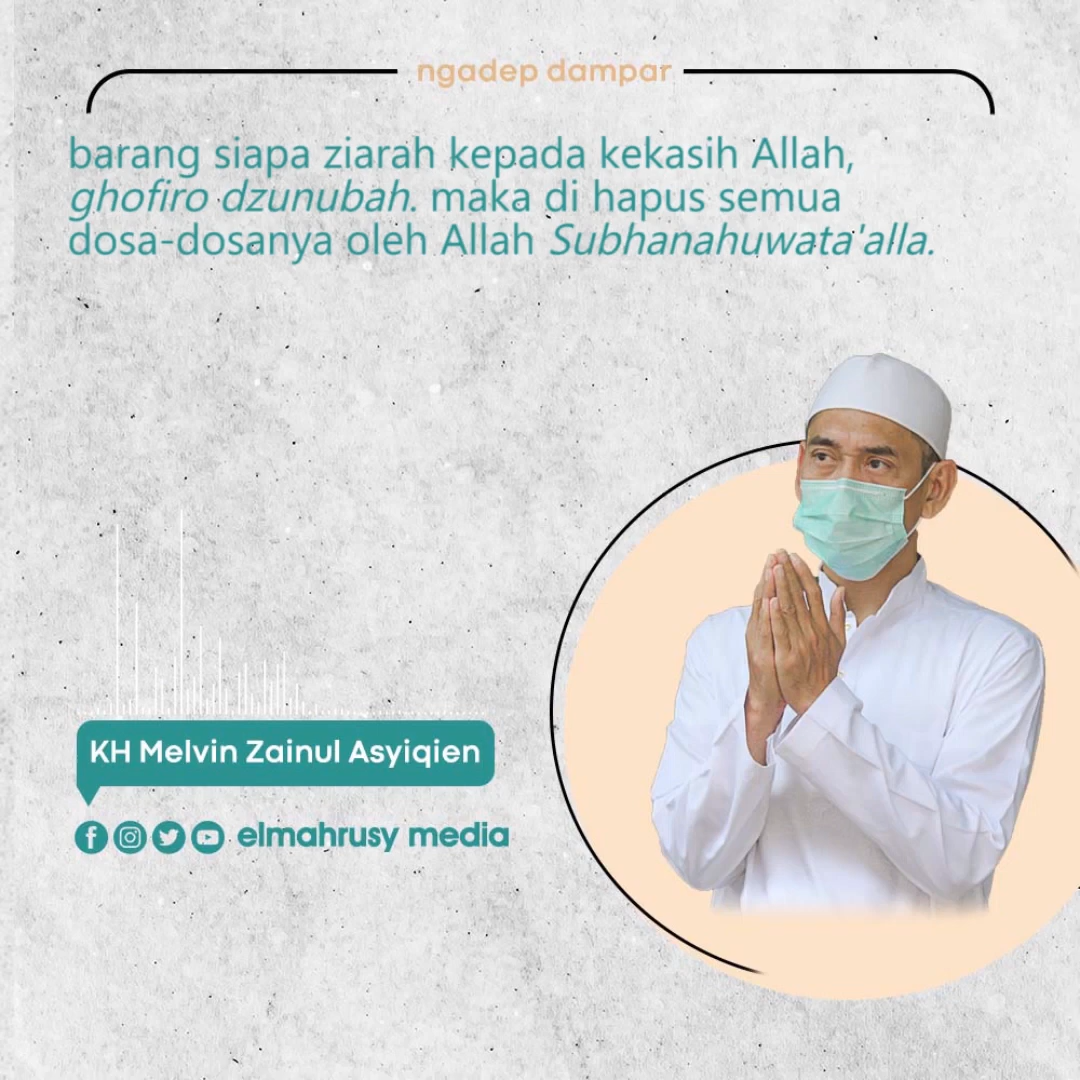 ngadep dampar
barang siapa ziarah kepada kekasih Allah,
ghofiro dzunubah. maka di hapus semua
dosa-dosanya oleh Allah Subhanahuwata'alla.
KH Melvin Zainul Asyiqien
elmahrusy media